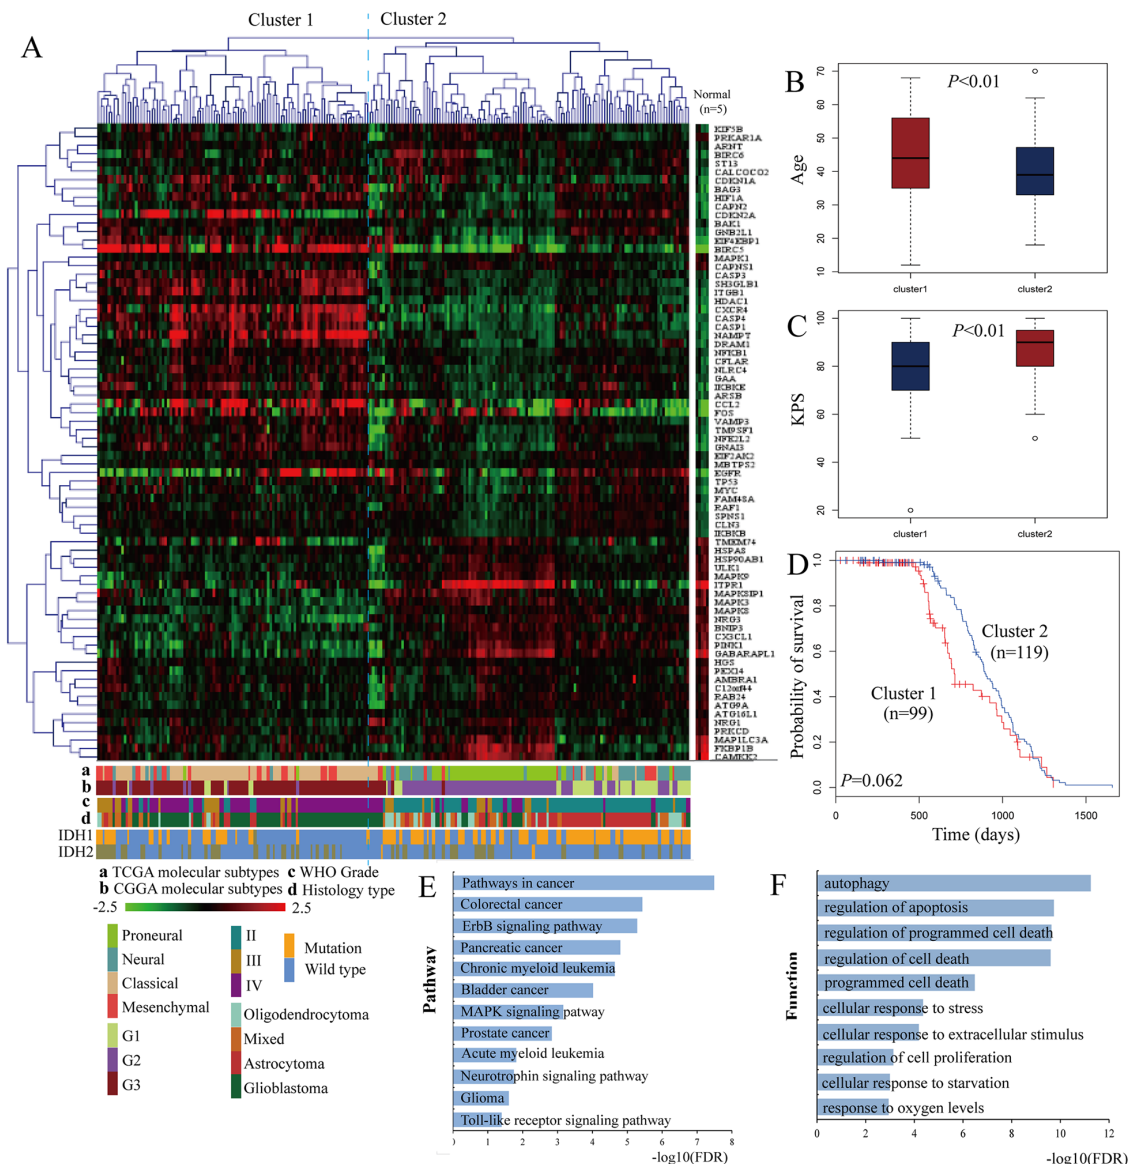 Cluster 1
Cluster 2
A
Normal
(n=5)
KIF5B
PRKAR1A
ARNT
BIRC6
ST13
CALCOCO2
CDKN1A
BAG3
HIF1A
CAPN2
CDKN2A
BAK1
GNB2L1
EIF4EBP1
BIRC5
MAPK1
CAPNS1
CASP3
SH3GLB1
ITGB1
HDAC1
CXCR4
CASP4
CASP1
NAMPT
DRAM1
NFKB1
CFLAR
NLRC4
GAA
IKBKE
ARSB
CCL2
FOS
VAMP3
TM9SF1
NFE2L2
GNAI3
EIF2AK2
MBTPS2
EGFR
TP53
MYC
FAM48A
RAF1
SPNS1
CLN3
IKBKB
TMEM74
HSPA8
HSP90AB1
ULK1
MAPK9
ITPR1
MAPK8IP1
MAPK3
MAPK8
NRG3
BNIP3
CX3CL1
PINK1
GABARAPL1
HGS
PEX14
AMBRA1
C12orf44
RAB24
ATG9A
ATG16L1
NRG1
PRKCD
MAP1LC3A
FKBP1B
CAMKK2
a
b
c
d
IDH1
IDH2
a TCGA molecular subtypes c WHO Grade
b CGGA molecular subtypes d Histology type
-2.5 2.5
Proneural
Neural
Classical
Mesenchymal
G1
G2
G3
II
III
IV
Oligodendrocytoma
Mixed
Astrocytoma
Glioblastoma
Mutation
Wild type
B
P<0.01
Age
70
60
50
40
30
20
10
cluster1 cluster2
C
P<0.01
KPS
100
80
60
40
20
cluster1 cluster2
D
Probability of survival
1.0
0.8
0.6
0.4
0.2
0.0
Cluster 2
(n=119)
Cluster 1
(n=99)
P=0.062
0 500 1000 1500
Time (days)
E
Pathway
Pathways in cancer
Colorectal cancer
ErbB signaling pathway
Pancreatic cancer
Chronic myeloid leukemia
Bladder cancer
MAPK signaling patway
Prostate cancer
Acute myeloid leukemia
Neurotrophin signaling pathway
Glioma
Toll-like receptor signaling pathway
0 1 2 3 4 5 6 7 8
-log10(FDR)
F
Function
autophagy
regulation of apoptosis
regulation of programmed cell death
regulation of cell death
programmed cell death
cellular response to stress
cellular response to extracellular stimulus
regulation of cell proliferation
cellular response to starvation
response to oxygen levels
0 2 4 6 8 10 12
-log10(FDR)